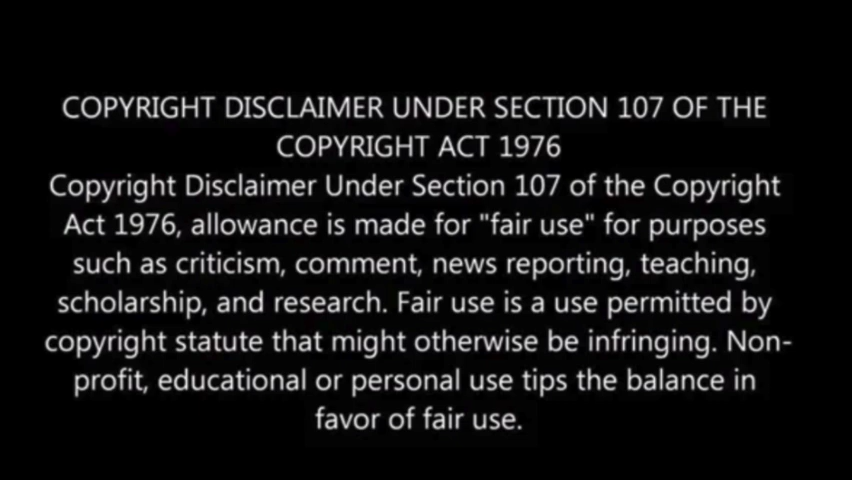 COPYRIGHT DISCLAIMER UNDER SECTION 107 OF THE
COPYRIGHT ACT 1976
Copyright Disclaimer Under Section 107 of the Copyright
Act 1976, allowance is made for "fair use" for purposes
such as criticism, comment, news reporting, teaching,
scholarship, and research. Fair use is a use permitted by
copyright statute that might otherwise be infringing. Non-
profit, educational or personal use tips the balance in
favor of fair use.